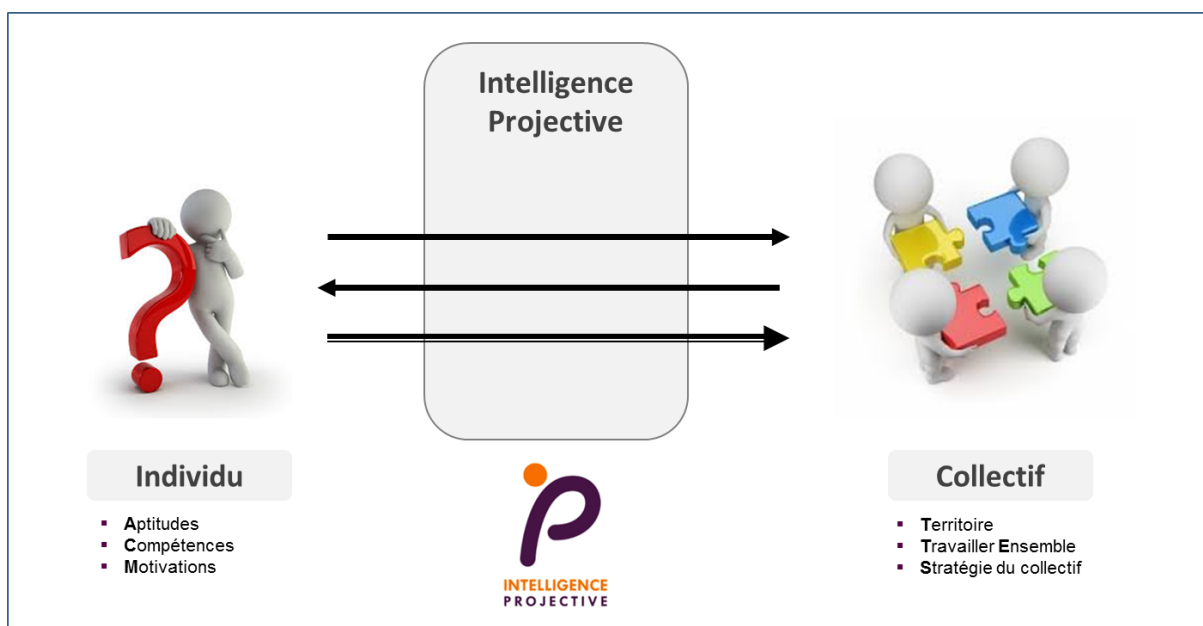 Intelligence
Projective
Individu
Aptitudes
Compétences
Motivations
INTELLIGENCE
PROJECTIVE
Collectif
Territoire
Travailler Ensemble
Stratégie du collectif